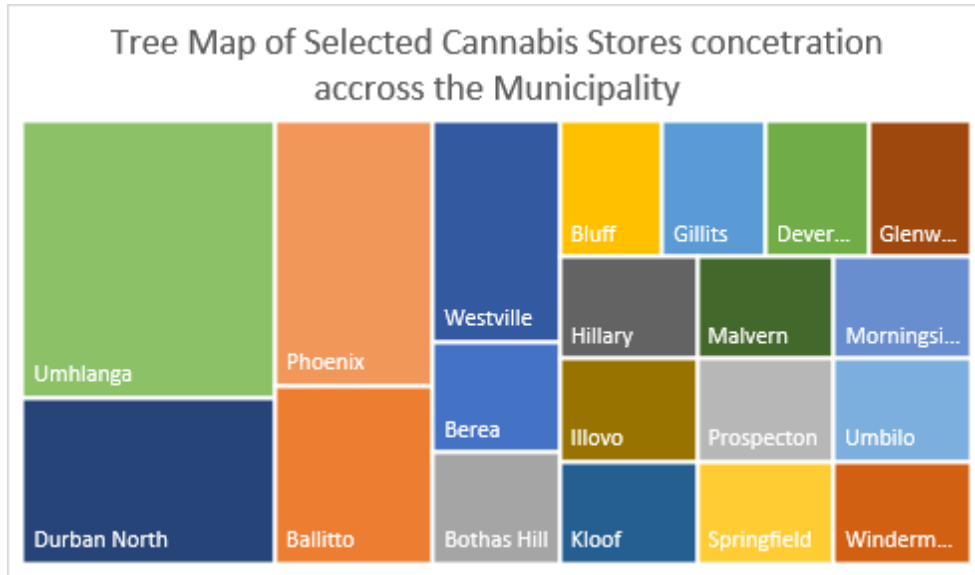 Tree Map of Selected Cannabis Stores concetration
accross the Municipality
Umhlanga
Durban North
Phoenix
Ballitto
Westville
Berea
Bothas Hill
Bluff
Gillits
Dever...
Glenw...
Hillary
Malvern
Morningsi...
Illovo
Prospecton
Umbilo
Kloof
Springfield
Winderm...